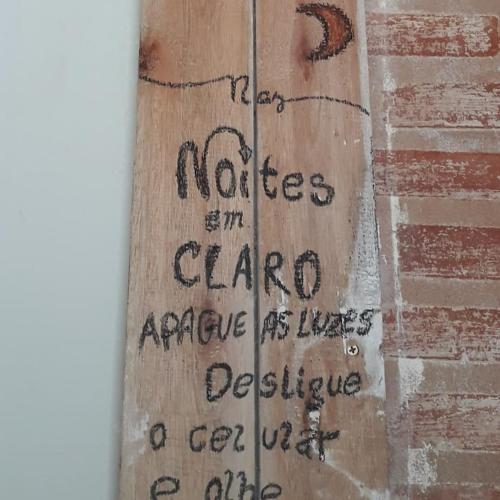 Nas
Noites
em
CLARO
APAGUE AS LUZES
Desligue
o celular
e olhe